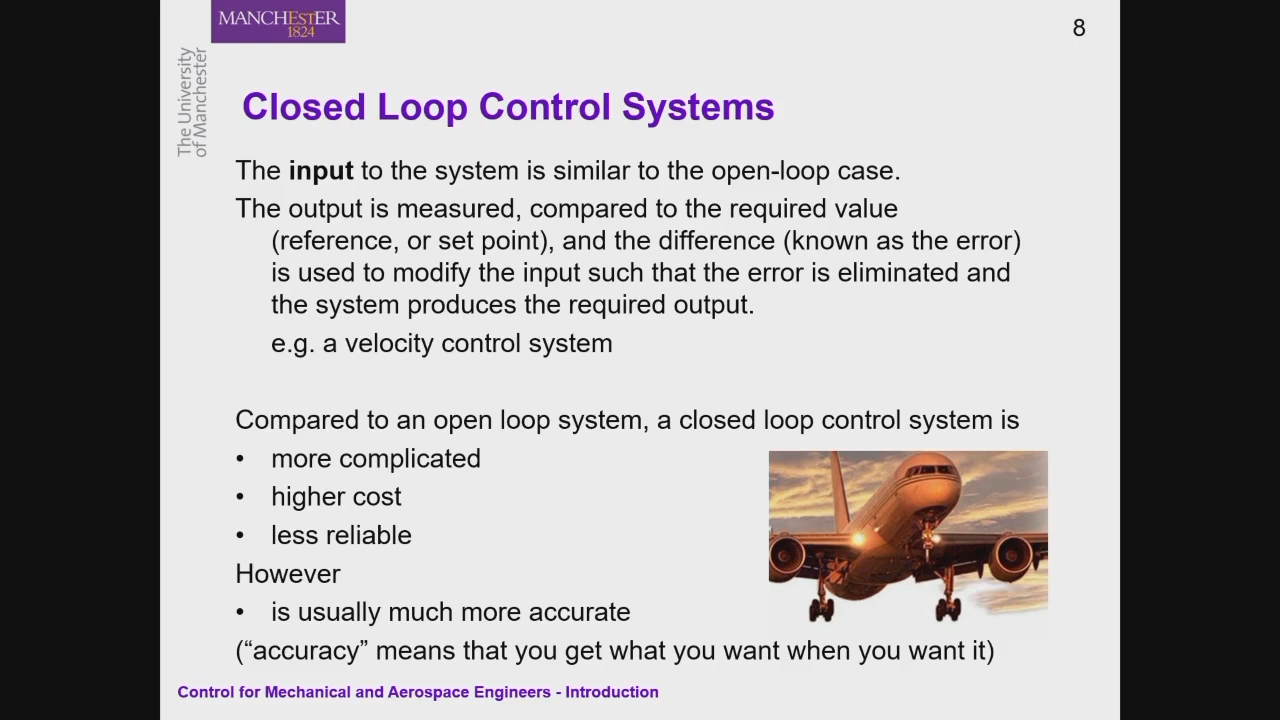 MANCHESTER
1824
The University
of Manchester
8
Closed Loop Control Systems
The input to the system is similar to the open-loop case.
The output is measured, compared to the required value
(reference, or set point), and the difference (known as the error)
is used to modify the input such that the error is eliminated and
the system produces the required output.
e.g. a velocity control system
Compared to an open loop system, a closed loop control system is
• more complicated
• higher cost
• less reliable
However
• is usually much more accurate
(“accuracy” means that you get what you want when you want it)
Control for Mechanical and Aerospace Engineers - Introduction